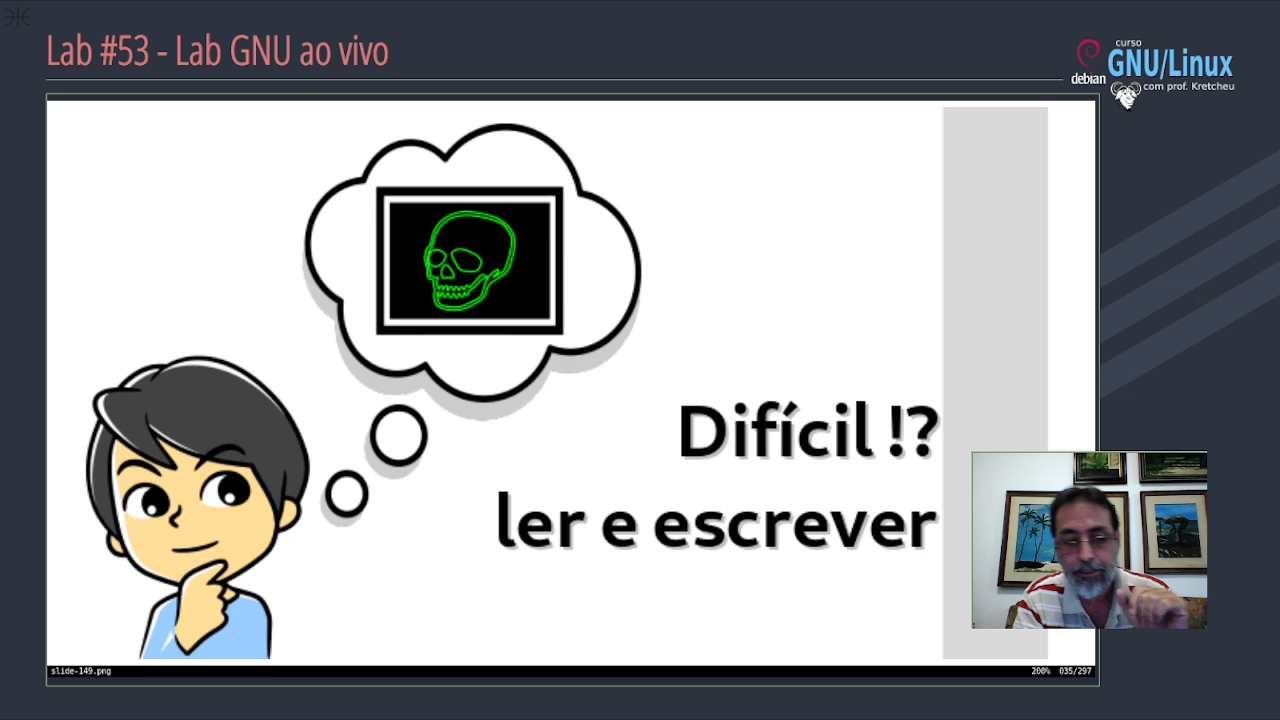 Lab #53 - Lab GNU ao vivo
curso
GNU/Linux
debian
com prof. Kretcheu
Difícil !?
ler e escrever
slide-149.png
200% 035/297